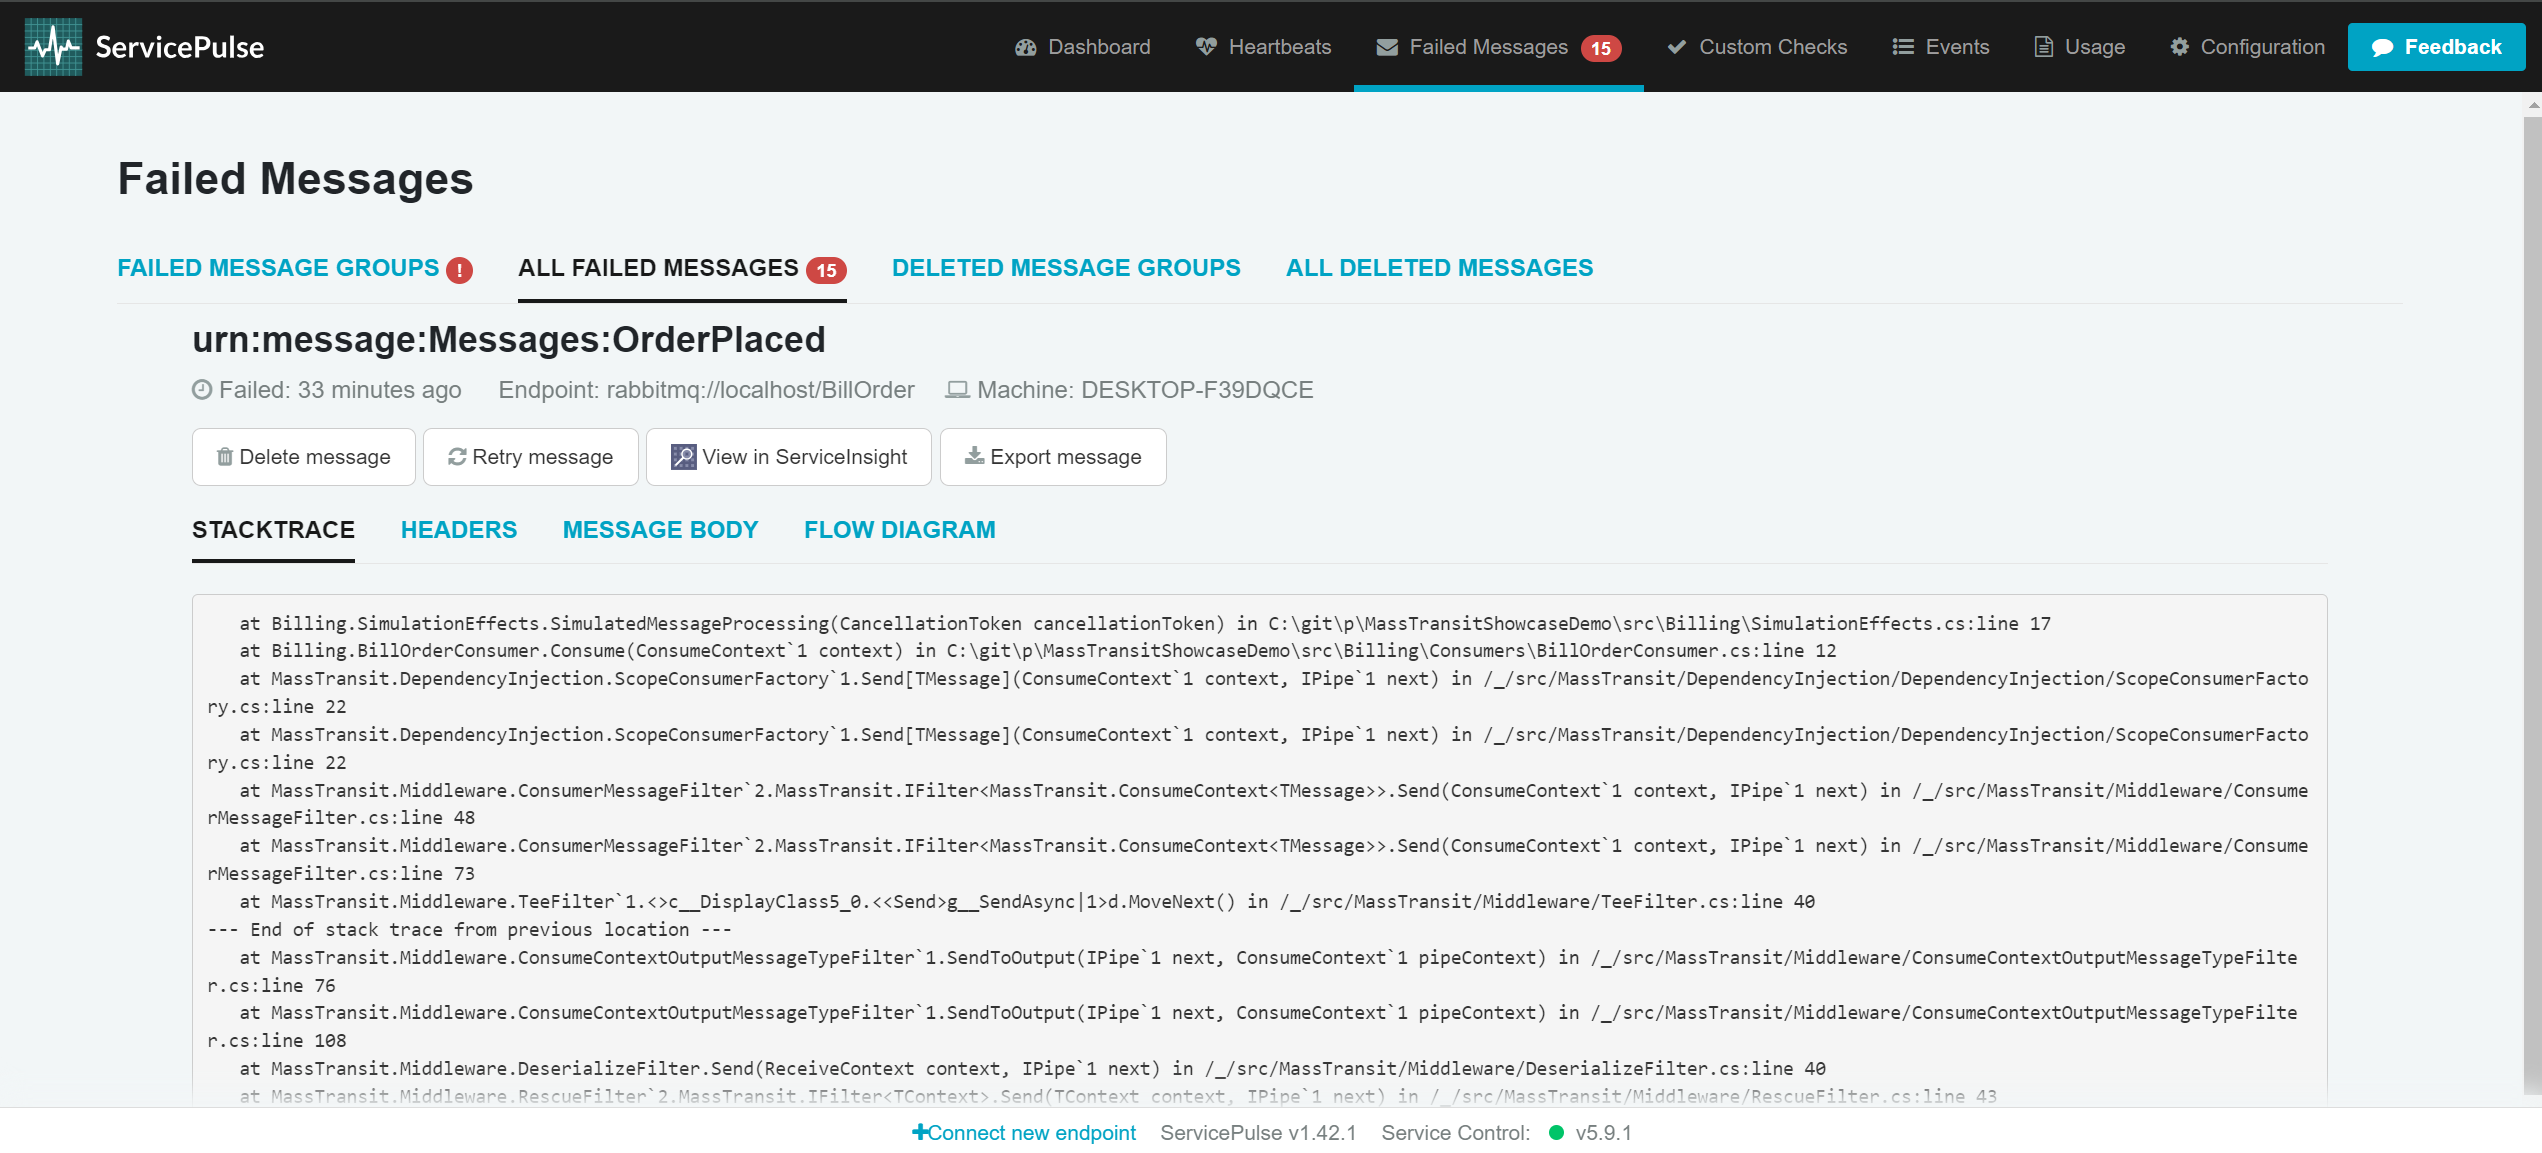 ServicePulse Dashboard Heartbeats Failed Messages 15 Custom Checks Events Usage Configuration Feedback
Failed Messages
FAILED MESSAGE GROUPS ! ALL FAILED MESSAGES 15 DELETED MESSAGE GROUPS ALL DELETED MESSAGES
urn:message:Messages:OrderPlaced
Failed: 33 minutes ago Endpoint: rabbitmq://localhost/BillOrder Machine: DESKTOP-F39DQCE
Delete message Retry message View in ServiceInsight Export message
STACKTRACE HEADERS MESSAGE BODY FLOW DIAGRAM
at Billing.SimulationEffects.SimulatedMessageProcessing(CancellationToken cancellationToken) in C:\git\p\MassTransitShowcaseDemo\src\Billing\SimulationEffects.cs:line 17
at Billing.BillOrderConsumer.Consume(ConsumeContext`1 context) in C:\git\p\MassTransitShowcaseDemo\src\Billing\Consumers\BillOrderConsumer.cs:line 12
at MassTransit.DependencyInjection.ScopeConsumerFactory`1.Send[TMessage](ConsumeContext`1 context, IPipe`1 next) in /_/src/MassTransit/DependencyInjection/DependencyInjection/ScopeConsumerFacto
ry.cs:line 22
at MassTransit.DependencyInjection.ScopeConsumerFactory`1.Send[TMessage](ConsumeContext`1 context, IPipe`1 next) in /_/src/MassTransit/DependencyInjection/DependencyInjection/ScopeConsumerFacto
ry.cs:line 22
at MassTransit.Middleware.ConsumerMessageFilter`2.MassTransit.IFilter<MassTransit.ConsumeContext<TMessage>>.Send(ConsumeContext`1 context, IPipe`1 next) in /_/src/MassTransit/Middleware/Consume
rMessageFilter.cs:line 48
at MassTransit.Middleware.ConsumerMessageFilter`2.MassTransit.IFilter<MassTransit.ConsumeContext<TMessage>>.Send(ConsumeContext`1 context, IPipe`1 next) in /_/src/MassTransit/Middleware/Consume
rMessageFilter.cs:line 73
at MassTransit.Middleware.TeeFilter`1.<>c__DisplayClass5_0.<<Send>g__SendAsync|1>d.MoveNext() in /_/src/MassTransit/Middleware/TeeFilter.cs:line 40
--- End of stack trace from previous location ---
at MassTransit.Middleware.ConsumeContextOutputMessageTypeFilter`1.SendToOutput(IPipe`1 next, ConsumeContext`1 pipeContext) in /_/src/MassTransit/Middleware/ConsumeContextOutputMessageTypeFilte
r.cs:line 76
at MassTransit.Middleware.ConsumeContextOutputMessageTypeFilter`1.SendToOutput(IPipe`1 next, ConsumeContext`1 pipeContext) in /_/src/MassTransit/Middleware/ConsumeContextOutputMessageTypeFilte
r.cs:line 108
at MassTransit.Middleware.DeserializeFilter.Send(ReceiveContext context, IPipe`1 next) in /_/src/MassTransit/Middleware/DeserializeFilter.cs:line 40
at MassTransit.Middleware.RescueFilter`2.MassTransit.IFilter<TContext>.Send(TContext context, IPipe`1 next) in /_/src/MassTransit/Middleware/RescueFilter.cs:line 43
Connect new endpoint ServicePulse v1.42.1 Service Control: v5.9.1